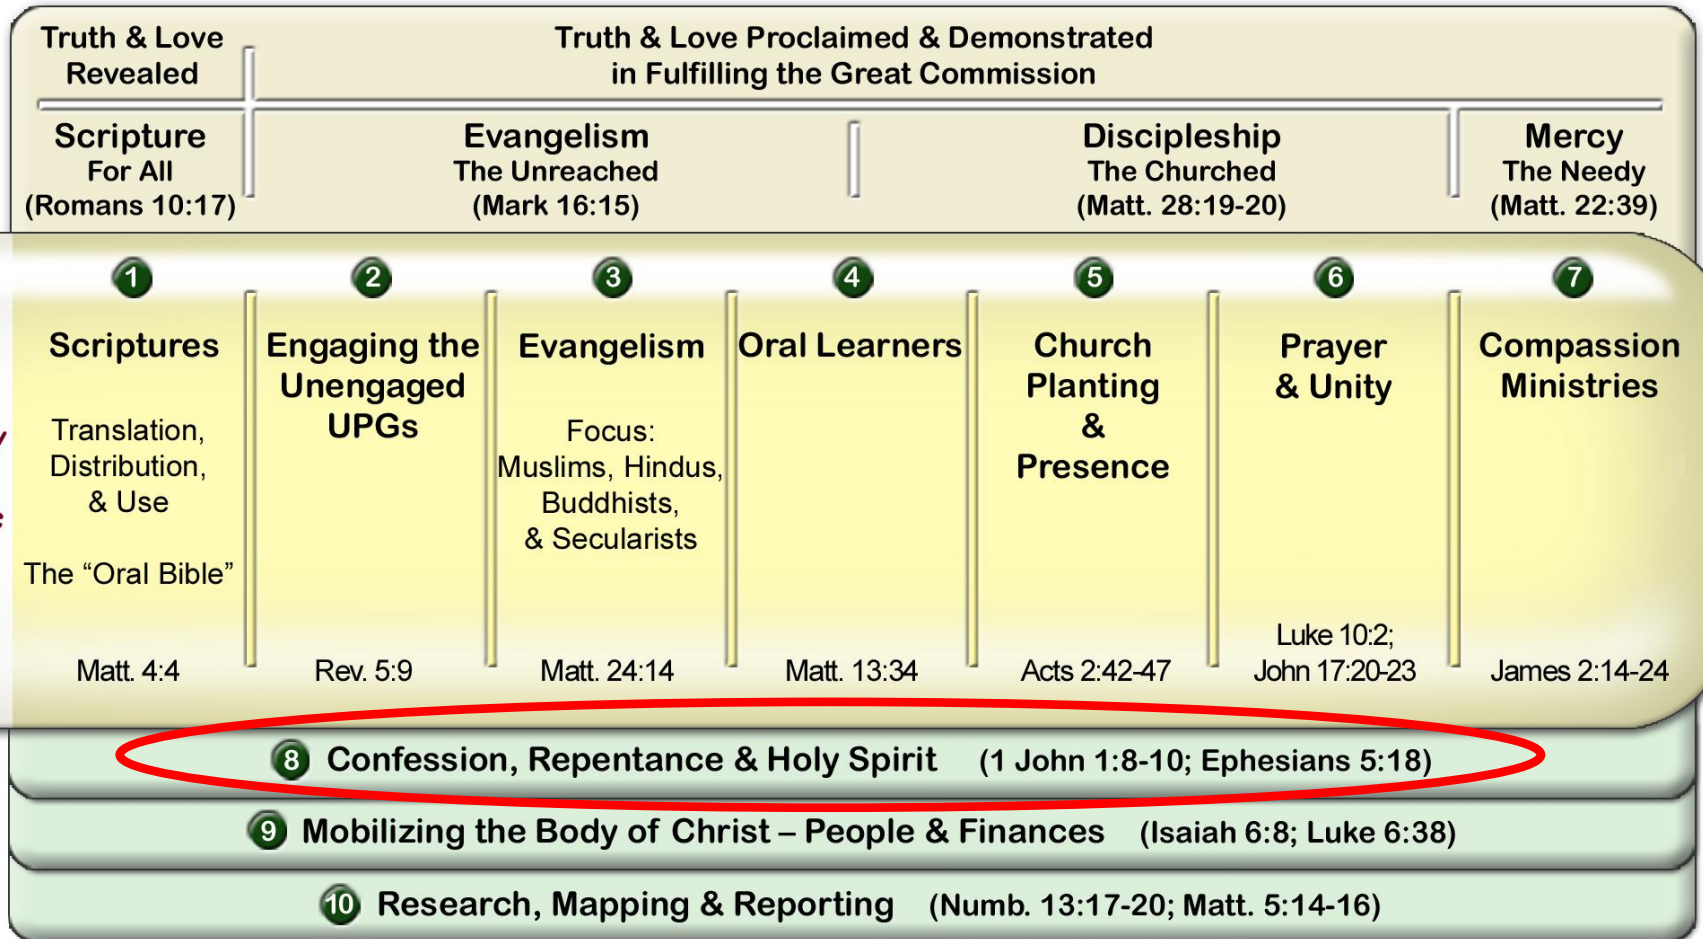 Truth & Love
Revealed
Truth & Love Proclaimed & Demonstrated
in Fulfilling the Great Commission
Scripture
For All
(Romans 10:17)
Evangelism
The Unreached
(Mark 16:15)
Discipleship
The Churched
(Matt. 28:19-20)
Mercy
The Needy
(Matt. 22:39)
1
Scriptures
Translation,
Distribution,
& Use
The “Oral Bible”
Matt. 4:4
2
Engaging the
Unengaged
UPGs
Rev. 5:9
3
Evangelism
Focus:
Muslims, Hindus,
Buddhists,
& Secularists
Matt. 24:14
4
Oral Learners
Matt. 13:34
5
Church
Planting
&
Presence
Acts 2:42-47
6
Prayer
& Unity
Luke 10:2;
John 17:20-23
7
Compassion
Ministries
James 2:14-24
8 Confession, Repentance & Holy Spirit (1 John 1:8-10; Ephesians 5:18)
9 Mobilizing the Body of Christ – People & Finances (Isaiah 6:8; Luke 6:38)
10 Research, Mapping & Reporting (Numb. 13:17-20; Matt. 5:14-16)